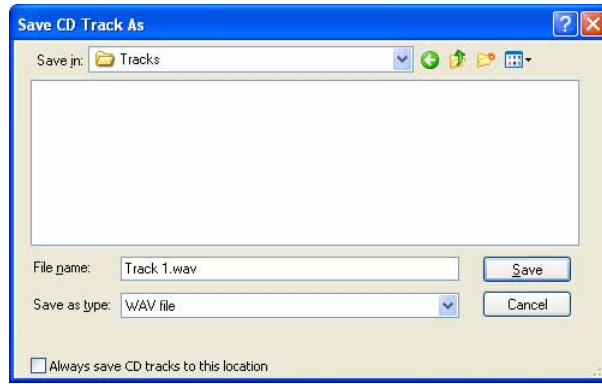 Save CD Track As
Save in: Tracks
File name: Track 1.wav Save
Save as type: WAV file Cancel
Always save CD tracks to this location